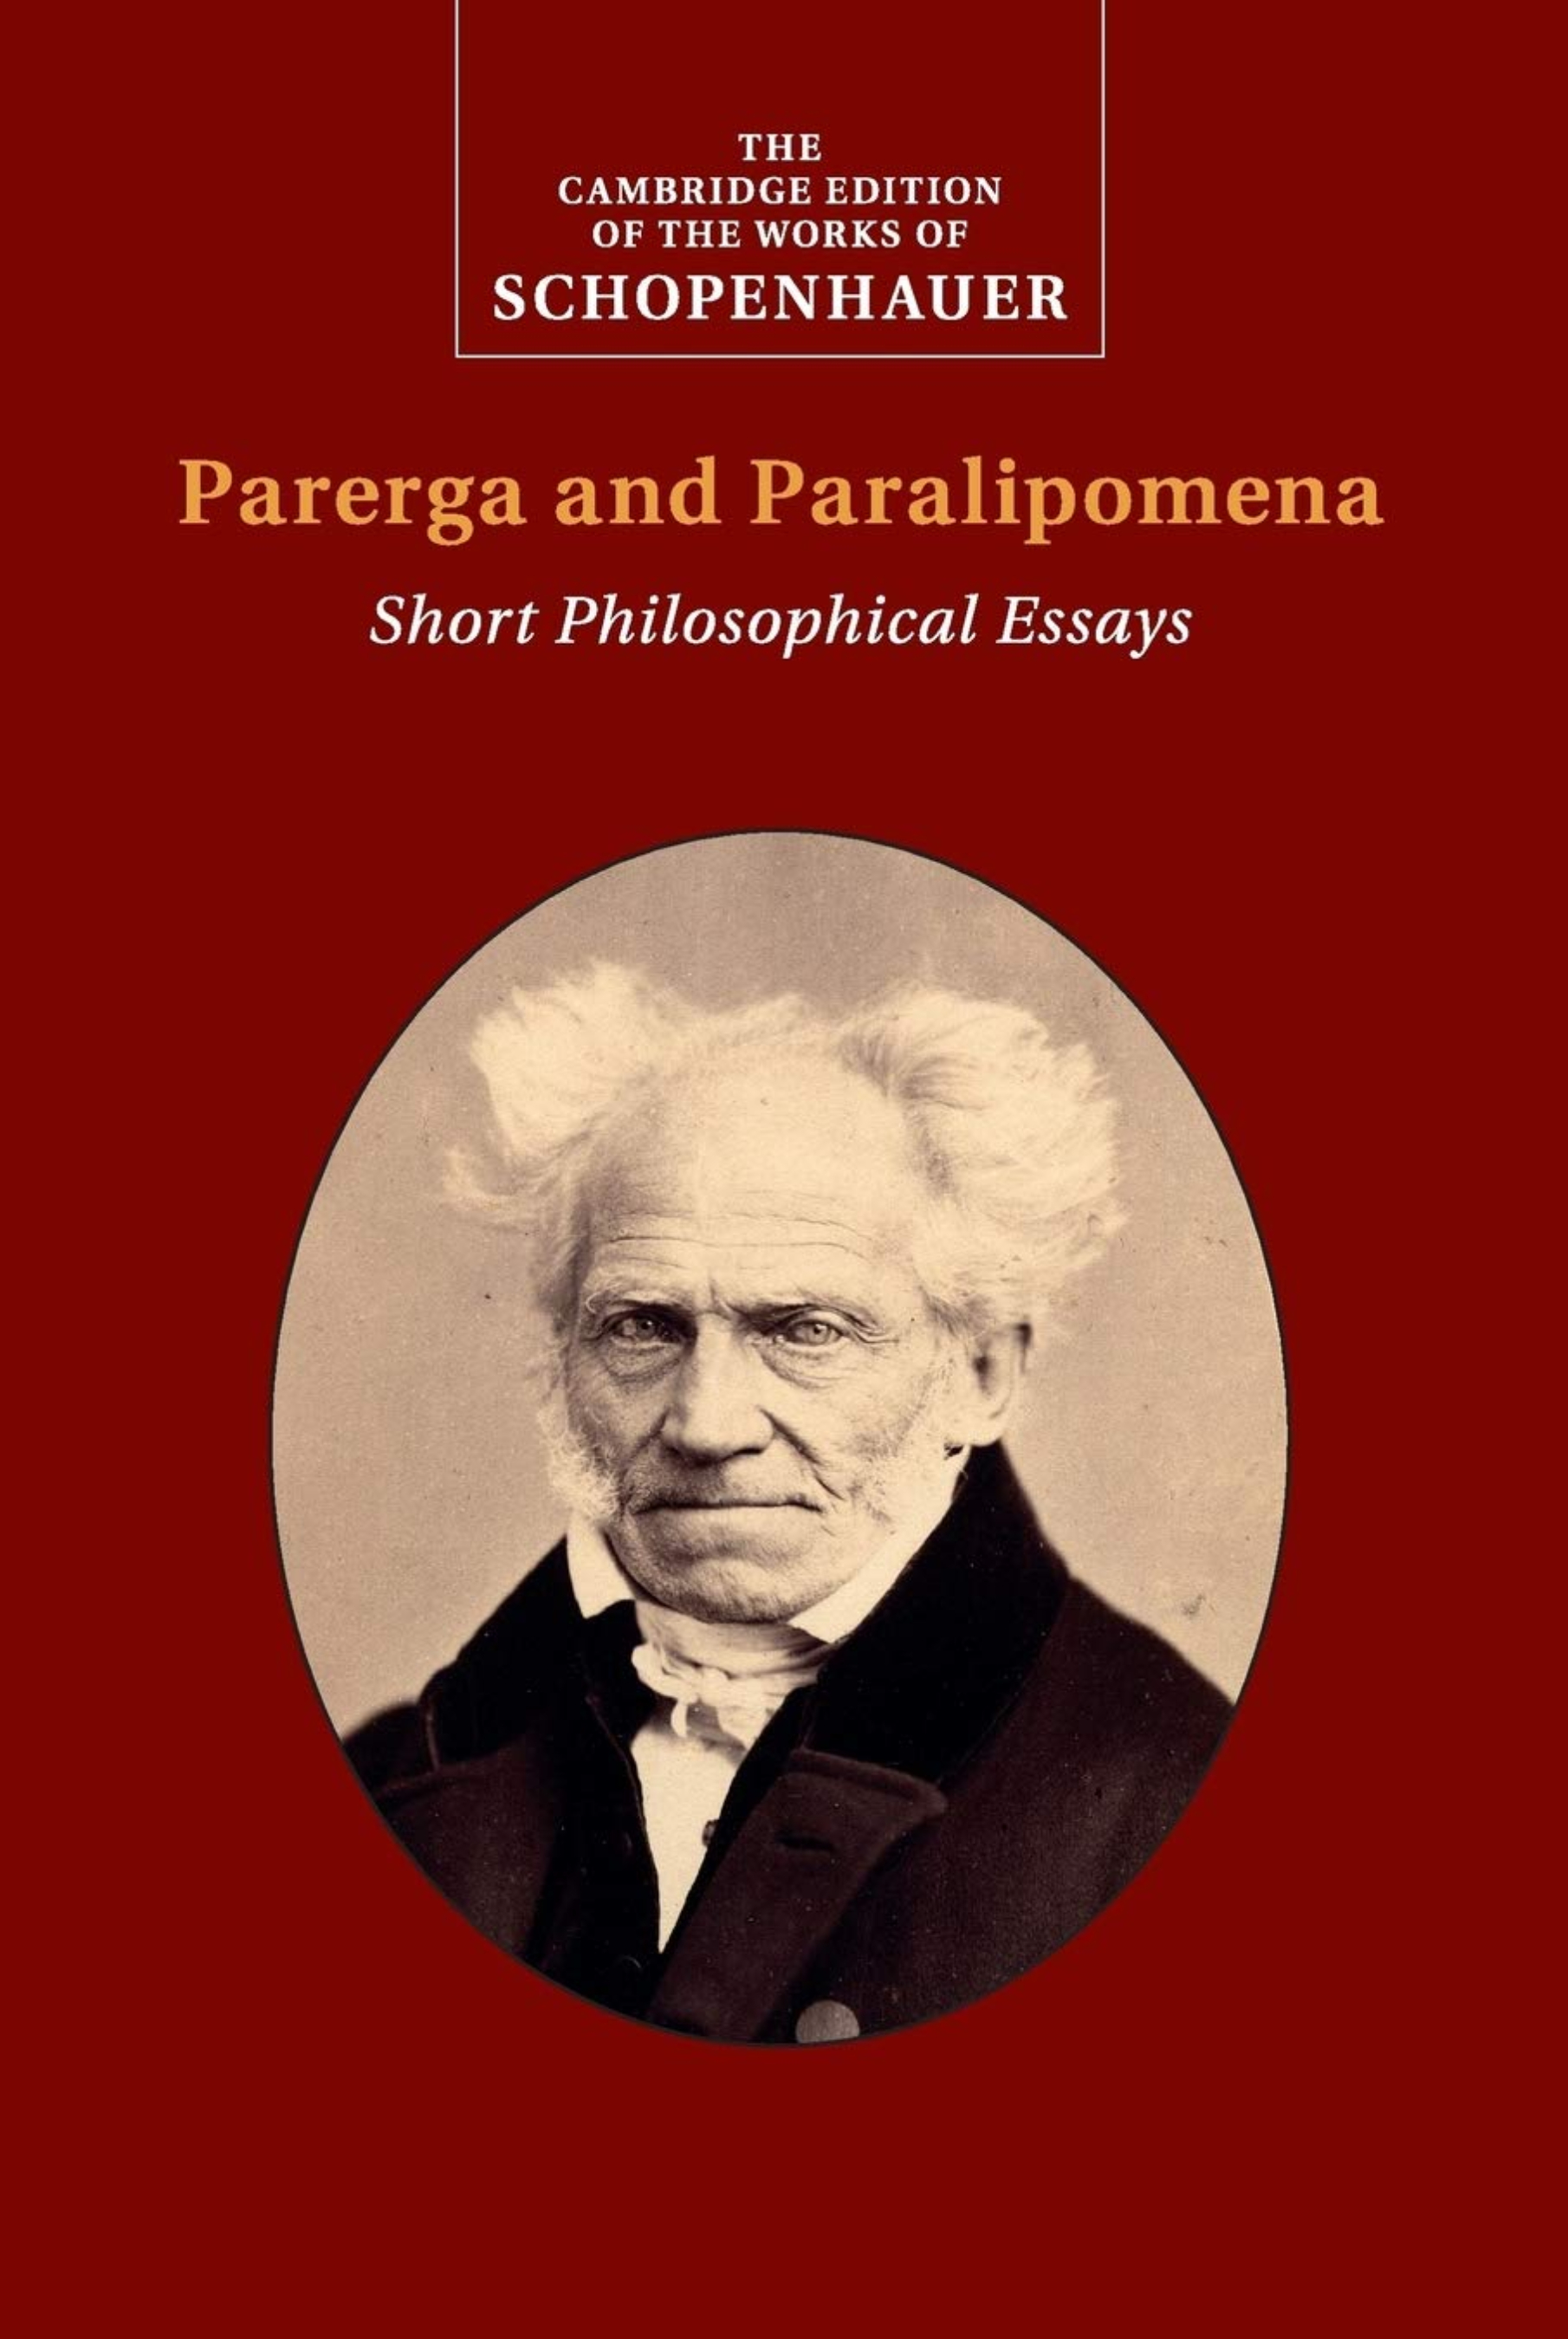 THE
CAMBRIDGE EDITION
OF THE WORKS OF
SCHOPENHAUER
Parerga and Paralipomena
Short Philosophical Essays